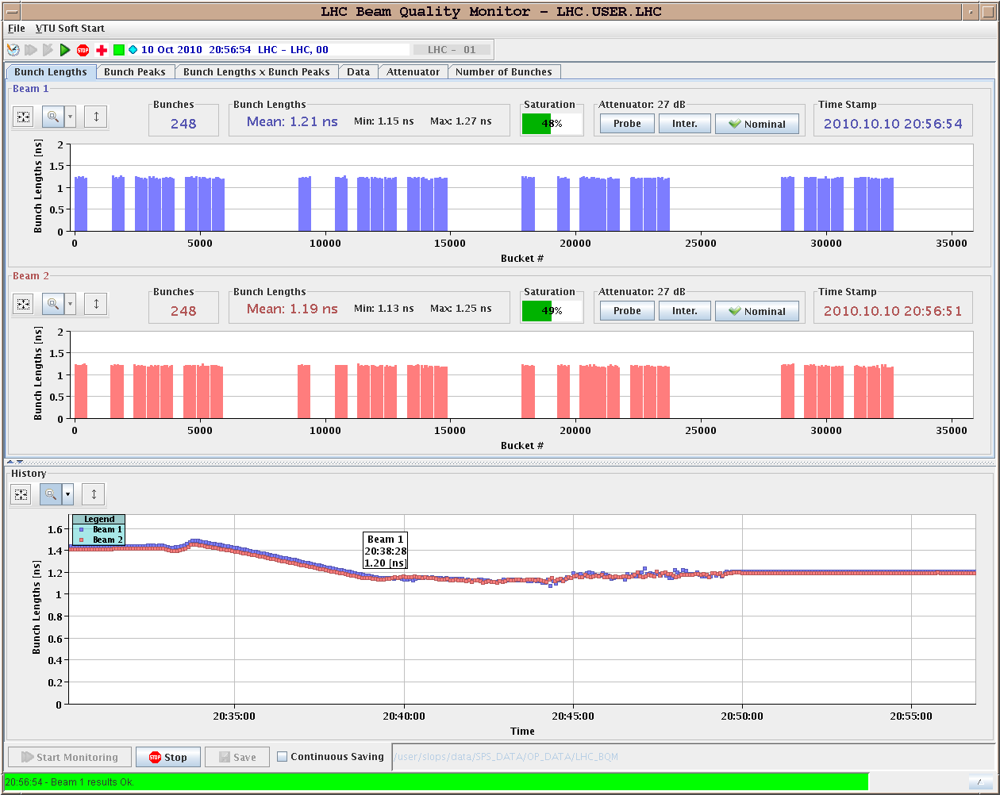 LHC Beam Quality Monitor - LHC.USER.LHC
File VTU Soft Start
STOP 10 Oct 2010 20:56:54 LHC - LHC, 00 LHC - 01
Bunch Lengths Bunch Peaks Bunch Lengths x Bunch Peaks Data Attenuator Number of Bunches
Beam 1
Bunches Bunch Lengths Saturation Attenuator: 27 dB Time Stamp
248 Mean: 1.21 ns Min: 1.15 ns Max: 1.27 ns 48% Probe Inter. Nominal 2010.10.10 20:56:54
Bunch Lengths [ns]
2
1.5
1
0.5
0
0 5000 10000 15000 20000 25000 30000 35000
Bucket #
Beam 2
Bunches Bunch Lengths Saturation Attenuator: 27 dB Time Stamp
248 Mean: 1.19 ns Min: 1.13 ns Max: 1.25 ns 49% Probe Inter. Nominal 2010.10.10 20:56:51
Bunch Lengths [ns]
2
1.5
1
0.5
0
0 5000 10000 15000 20000 25000 30000 35000
Bucket #
History
Legend
Beam 1
Beam 2
Beam 1
20:38:28
1.20 [ns]
Bunch Lengths [ns]
1.6
1.4
1.2
1
0.8
0.6
0.4
0.2
0
20:35:00 20:40:00 20:45:00 20:50:00 20:55:00
Time
Start Monitoring STOP Stop Save Continuous Saving /user/slops/data/SPS_DATA/OP_DATA/LHC_BQM
20:56:54 - Beam 1 results Ok.